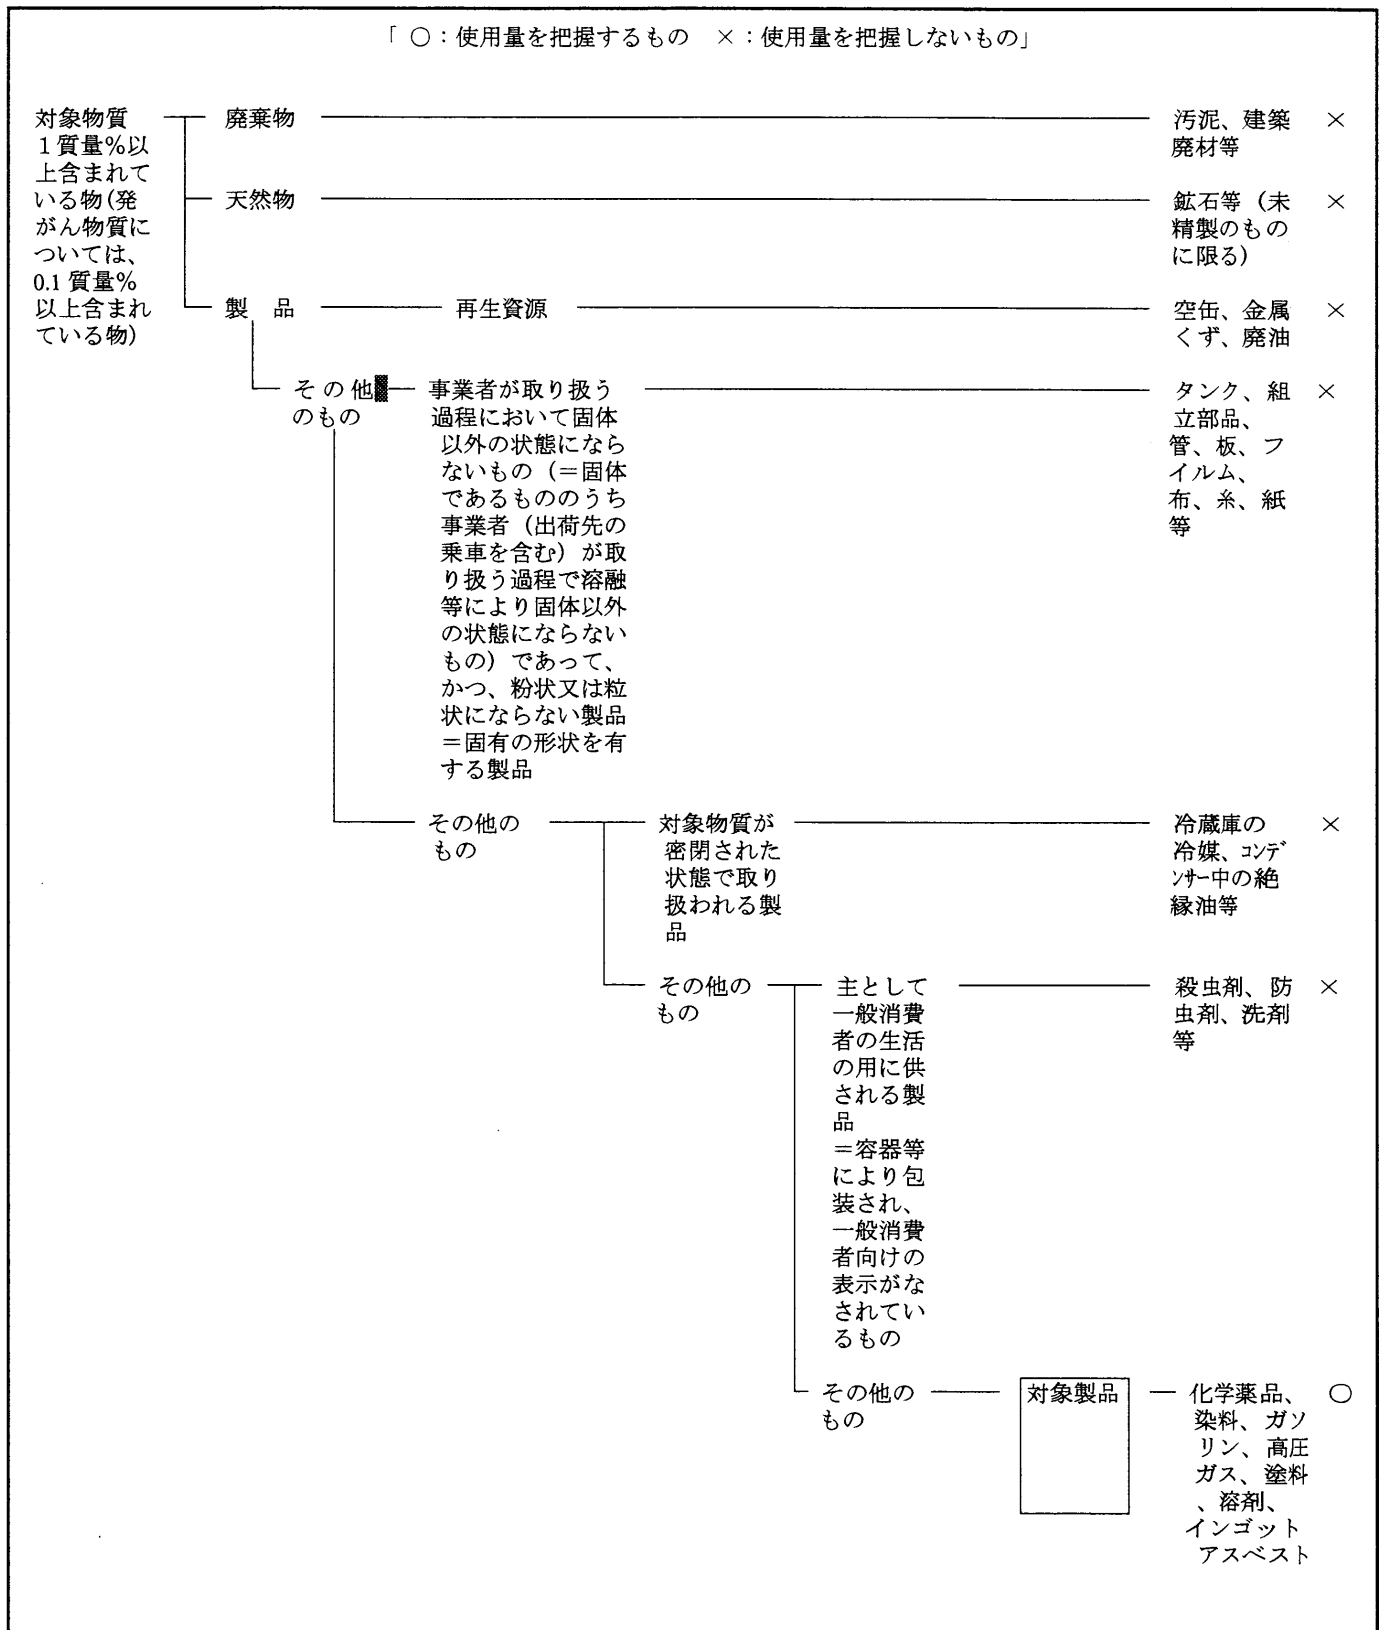 「 ○：使用量を把握するもの　×：使用量を把握しないもの」
対象物質
1質量%以
上含まれて
いる物(発
がん物質に
ついては、
0.1 質量%
以上含まれ
ている物)
廃棄物
汚泥、建築
廃材等
×
天然物
鉱石等（未
精製のもの
に限る）
×
製　品
再生資源
空缶、金属
くず、廃油
×
その他
のもの
事業者が取り扱う
過程において固体
以外の状態になら
ないもの（＝固体
であるもののうち
事業者（出荷先の
乗車を含む）が取
り扱う過程で溶融
等により固体以外
の状態にならない
もの）であって、
かつ、粉状又は粒
状にならない製品
＝固有の形状を有
する製品
タンク、組
立部品、
管、板、フ
イルム、
布、糸、紙
等
×
その他の
もの
対象物質が
密閉された
状態で取り
扱われる製
品
冷蔵庫の
冷媒、ｺﾝﾃﾞ
ﾝｻｰ中の絶
縁油等
×
その他の
もの
主として
一般消費
者の生活
の用に供
される製
品
＝容器等
により包
装され、
一般消費
者向けの
表示がな
されてい
るもの
殺虫剤、防
虫剤、洗剤
等
×
その他の
もの
対象製品
化学薬品、
染料、ガソ
リン、高圧
ガス、塗料
、溶剤、
インゴット
アスベスト
○